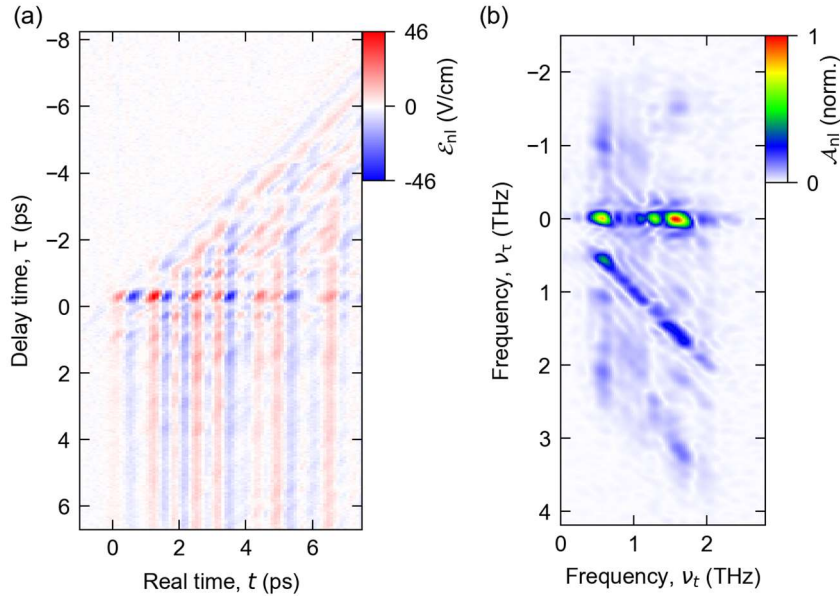 (a)
-8
-6
-4
-2
0
2
4
6
Delay time, τ (ps)
0 2 4 6
Real time, t (ps)
46
0
-46
ℰnl (V/cm)
(b)
−2
−1
0
1
2
3
4
Frequency, ντ (THz)
0 1 2
Frequency, νt (THz)
1
0
𝒜nl (norm.)